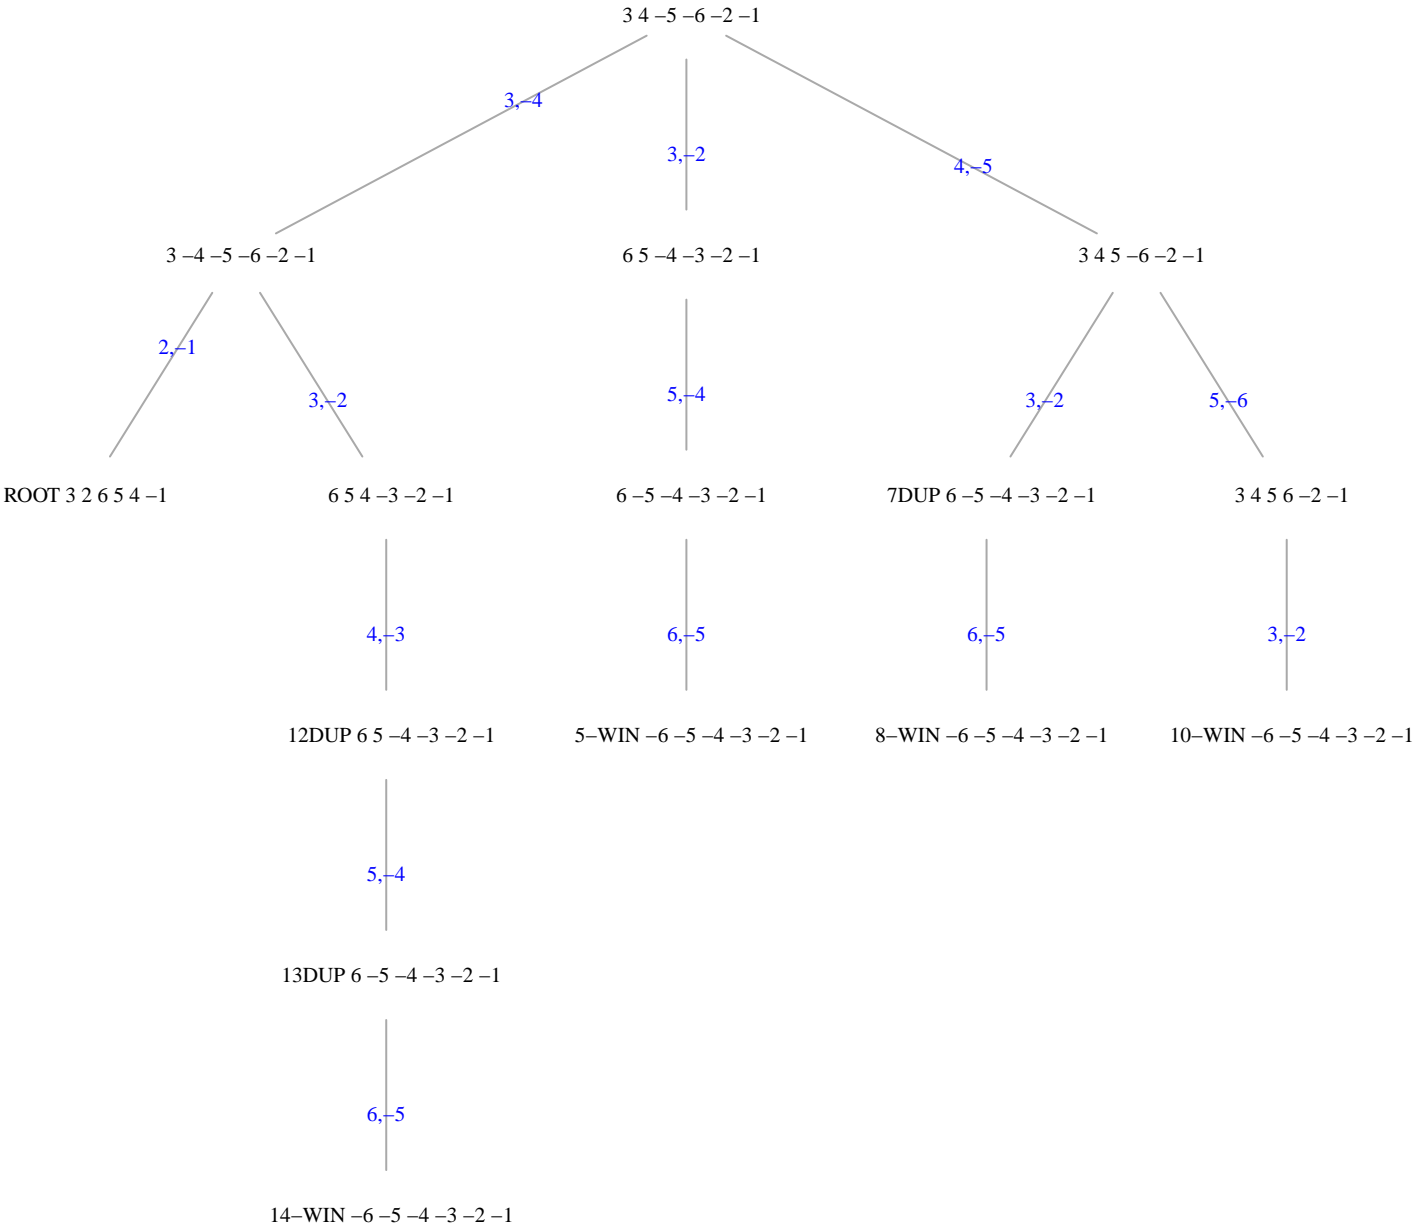 3 4 –5 –6 –2 –1
3,–4
3,–2
4,–5
3 –4 –5 –6 –2 –1
6 5 –4 –3 –2 –1
3 4 5 –6 –2 –1
2,–1
3,–2
5,–4
3,–2
5,–6
ROOT 3 2 6 5 4 –1
6 5 4 –3 –2 –1
6 –5 –4 –3 –2 –1
7DUP 6 –5 –4 –3 –2 –1
3 4 5 6 –2 –1
4,–3
6,–5
6,–5
3,–2
12DUP 6 5 –4 –3 –2 –1
5–WIN –6 –5 –4 –3 –2 –1
8–WIN –6 –5 –4 –3 –2 –1
10–WIN –6 –5 –4 –3 –2 –1
5,–4
13DUP 6 –5 –4 –3 –2 –1
6,–5
14–WIN –6 –5 –4 –3 –2 –1